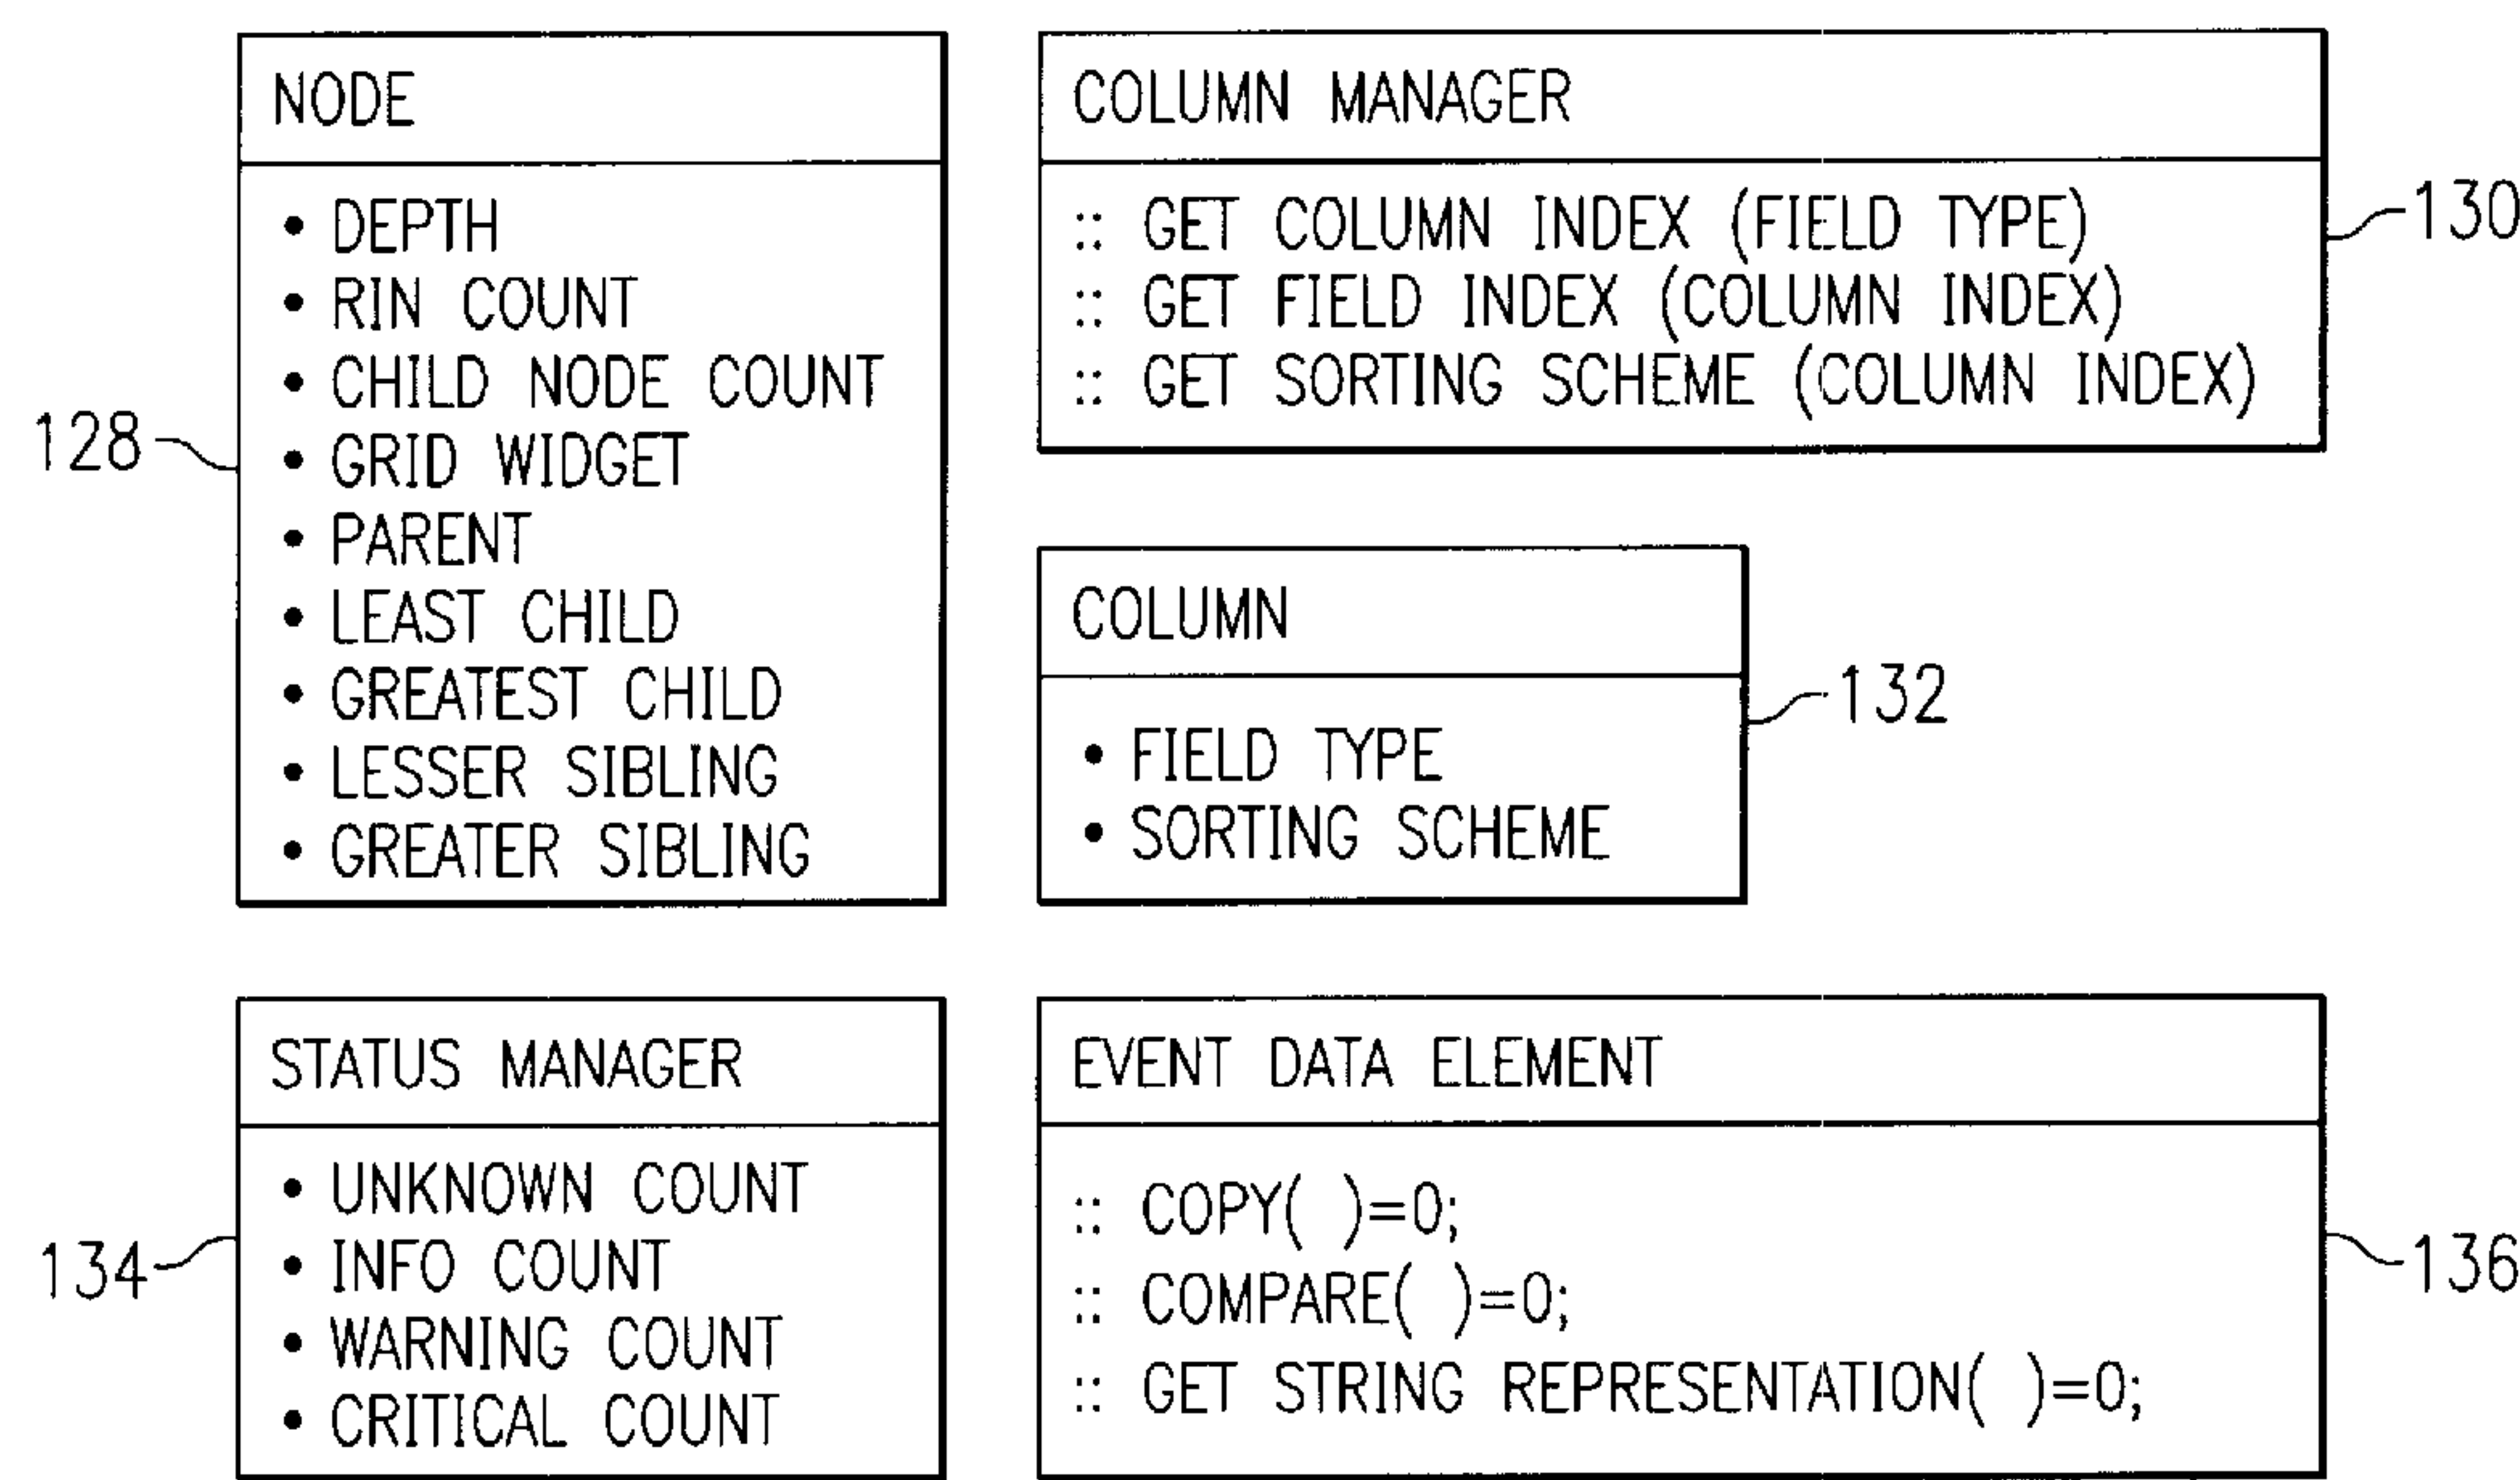 NODE
• DEPTH
• RIN COUNT
• CHILD NODE COUNT
• GRID WIDGET
• PARENT
• LEAST CHILD
• GREATEST CHILD
• LESSER SIBLING
• GREATER SIBLING
128
COLUMN MANAGER
:: GET COLUMN INDEX (FIELD TYPE)
:: GET FIELD INDEX (COLUMN INDEX)
:: GET SORTING SCHEME (COLUMN INDEX)
130
COLUMN
• FIELD TYPE
• SORTING SCHEME
132
STATUS MANAGER
• UNKNOWN COUNT
• INFO COUNT
• WARNING COUNT
• CRITICAL COUNT
134
EVENT DATA ELEMENT
:: COPY( )=0;
:: COMPARE( )=0;
:: GET STRING REPRESENTATION( )=0;
136